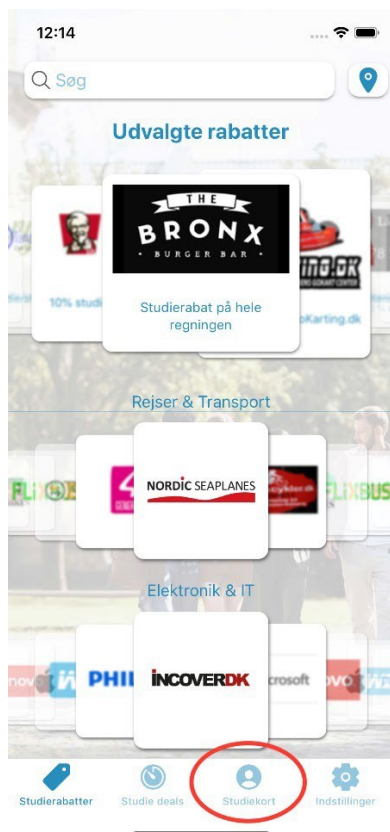 12:14
Søg
Udvalgte rabatter
THE
BRONX
BURGER BAR
10% studi
Studierabat på hele
regningen
Karting.dk
Rejser & Transport
FLiXBUS
NORDiC SEAPLANES
Elektronik & IT
PHIL
iNCOVERDK
crosoft
Studierabatter
Studie deals
Studiekort
Indstillinger